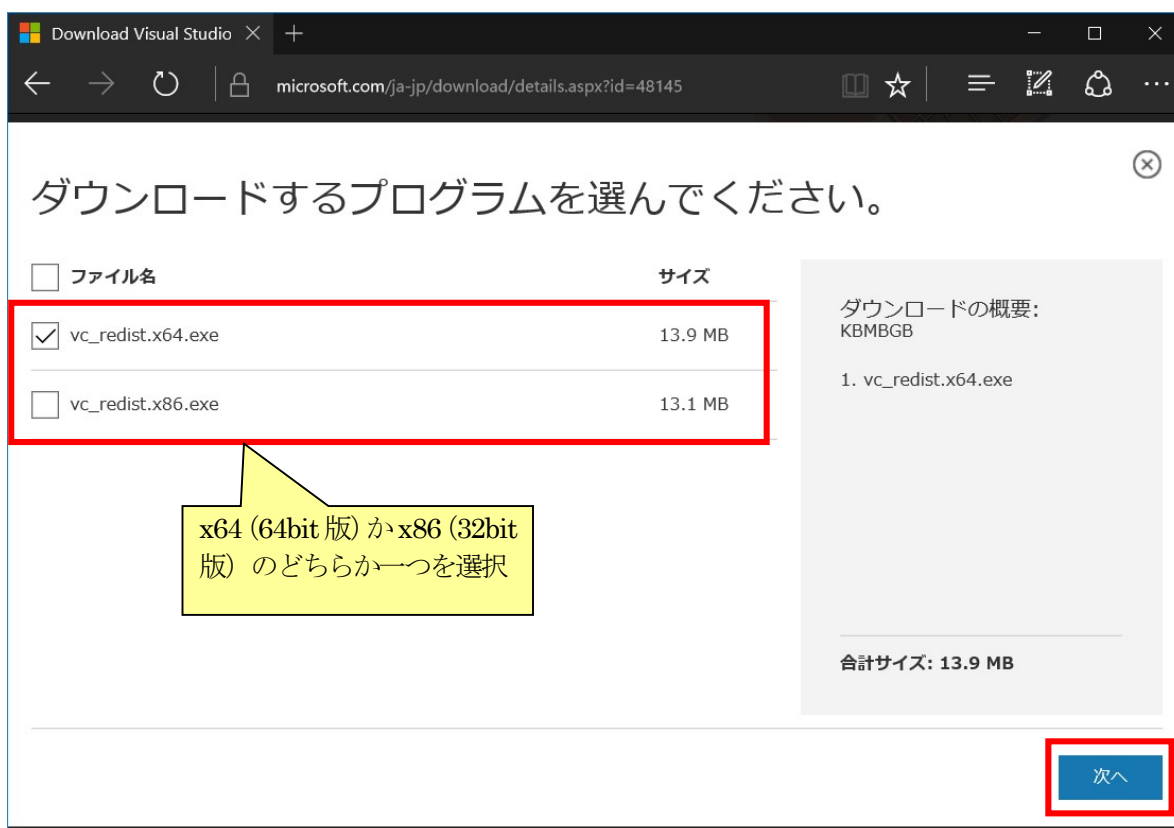 Download Visual Studio
microsoft.com/ja-jp/download/details.aspx?id=48145
ダウンロードするプログラムを選んでください。
ファイル名 サイズ
vc_redist.x64.exe 13.9 MB
vc_redist.x86.exe 13.1 MB
x64 (64bit 版) か x86 (32bit
版) のどちらか一つを選択
ダウンロードの概要:
KBMBGB
1. vc_redist.x64.exe
合計サイズ: 13.9 MB
次へ